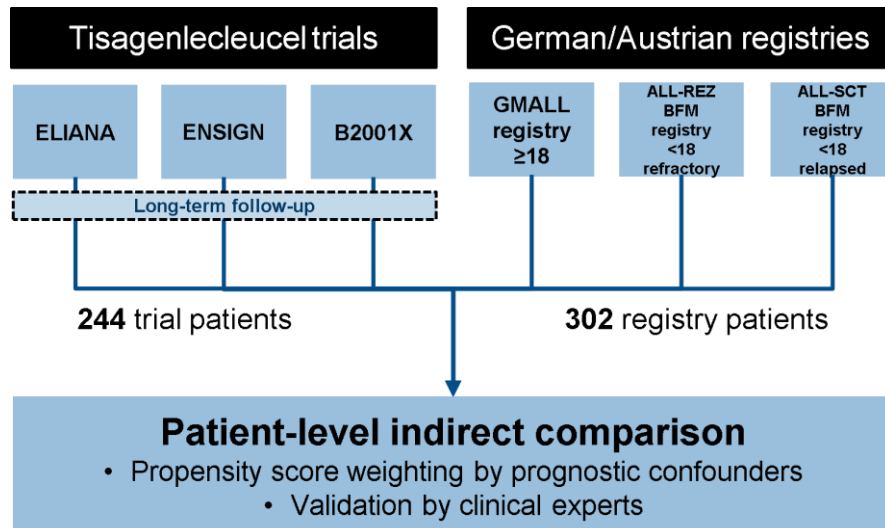 Tisagenlecleucel trials
German/Austrian registries
ELIANA
ENSIGN
B2001X
GMALL
registry
≥18
ALL-REZ
BFM
registry
<18
refractory
ALL-SCT
BFM
registry
<18
relapsed
Long-term follow-up
244 trial patients
302 registry patients
Patient-level indirect comparison
• Propensity score weighting by prognostic confounders
• Validation by clinical experts